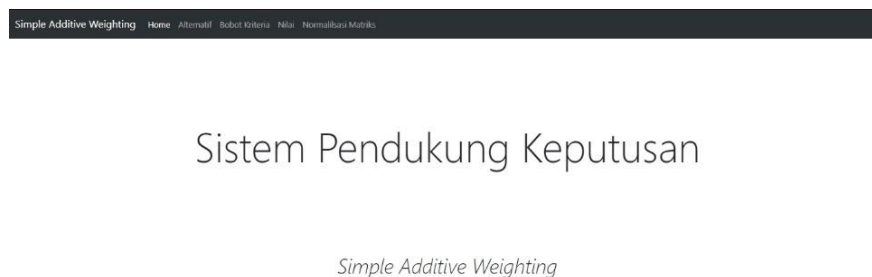 Simple Additive Weighting Home Alternatif Bobot Kriteria Nilai Normalisasi Matriks
Sistem Pendukung Keputusan
Simple Additive Weighting